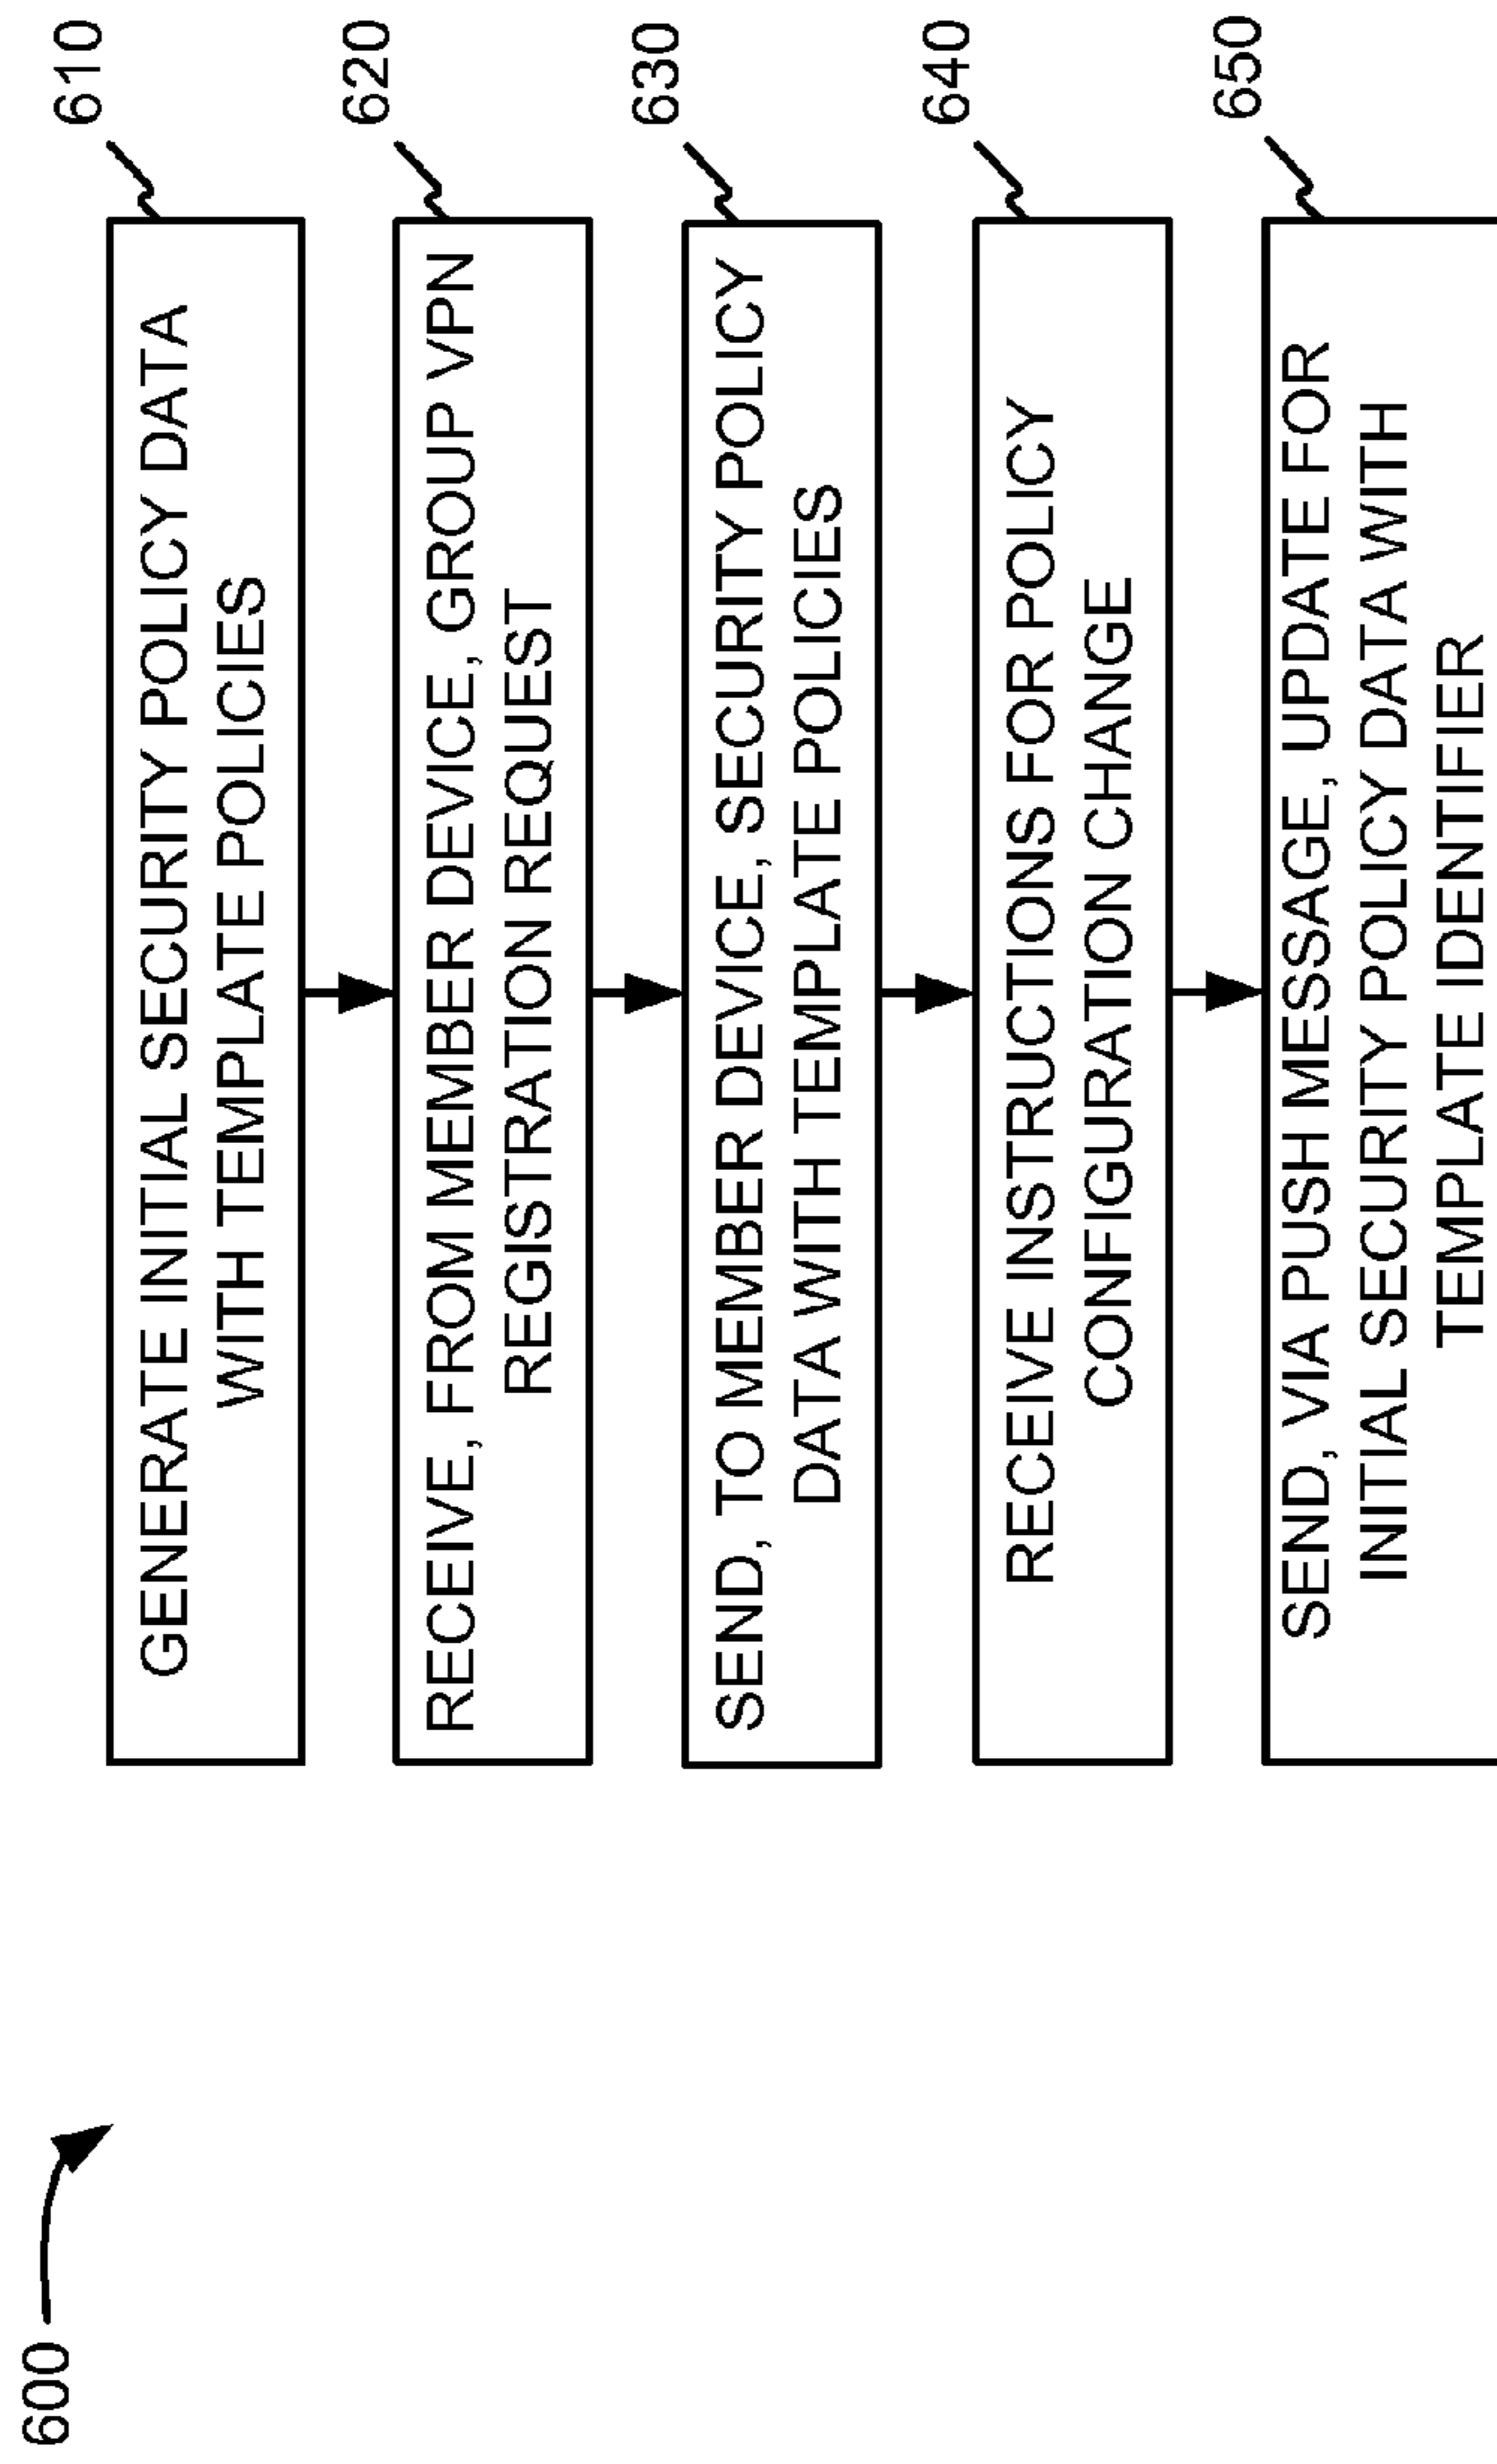 600
610
GENERATE INITIAL SECURITY POLICY DATA
WITH TEMPLATE POLICIES
620
RECEIVE, FROM MEMBER DEVICE, GROUP VPN
REGISTRATION REQUEST
630
SEND, TO MEMBER DEVICE, SECURITY POLICY
DATA WITH TEMPLATE POLICIES
640
RECEIVE INSTRUCTIONS FOR POLICY
CONFIGURATION CHANGE
650
SEND, VIA PUSH MESSAGE, UPDATE FOR
INITIAL SECURITY POLICY DATA WITH
TEMPLATE IDENTIFIER